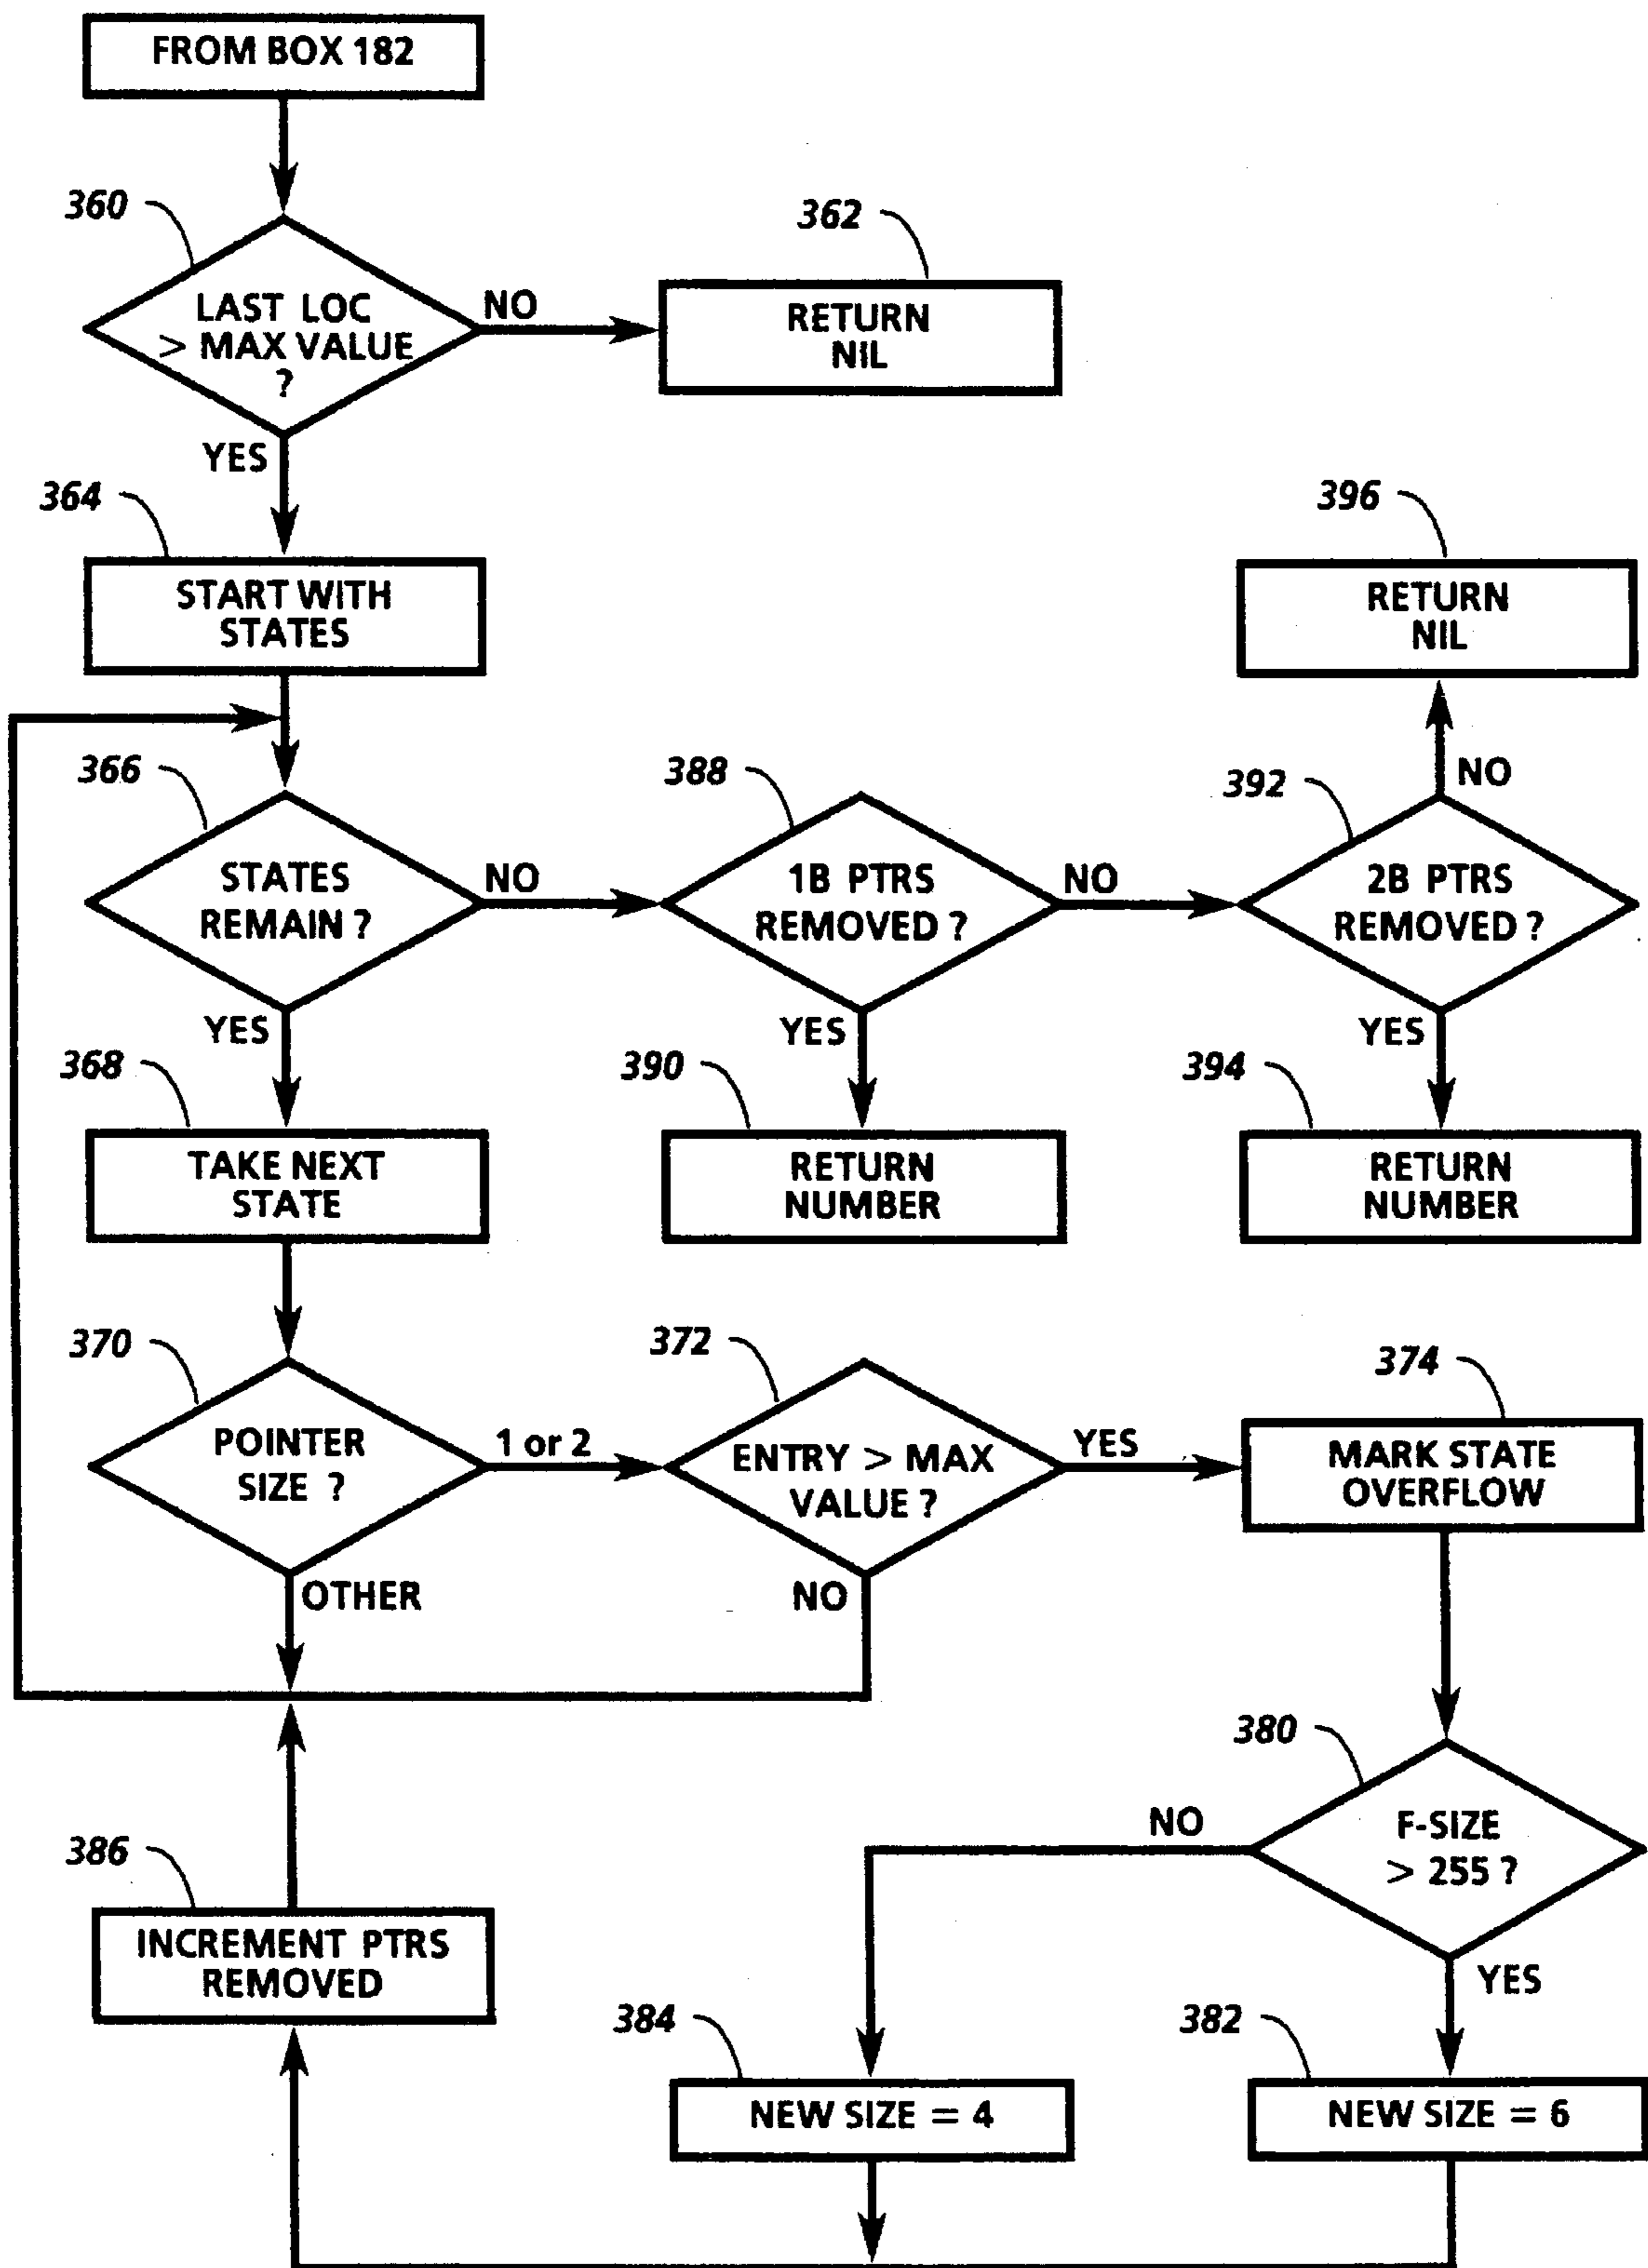 FROM BOX 182
360
LAST LOC
> MAX VALUE
?
NO
362
RETURN
NIL
YES
364
START WITH
STATES
396
RETURN
NIL
366
STATES
REMAIN ?
NO
388
1B PTRS
REMOVED ?
NO
392
2B PTRS
REMOVED ?
NO
YES
YES
YES
368
TAKE NEXT
STATE
390
RETURN
NUMBER
394
RETURN
NUMBER
370
POINTER
SIZE ?
1 or 2
372
ENTRY > MAX
VALUE ?
YES
374
MARK STATE
OVERFLOW
OTHER
NO
380
F-SIZE
> 255 ?
NO
YES
386
INCREMENT PTRS
REMOVED
384
NEW SIZE = 4
382
NEW SIZE = 6